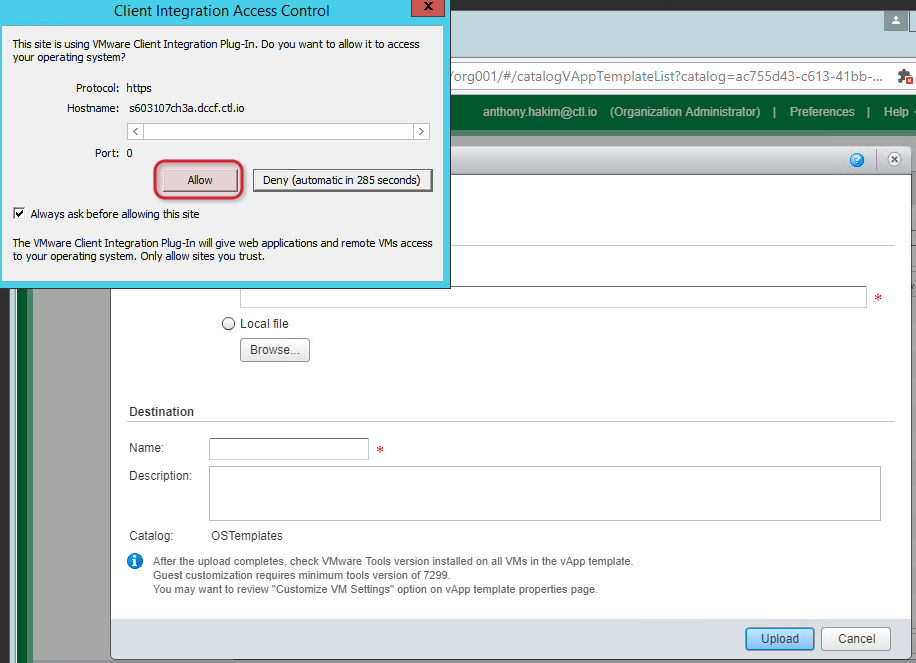 Client Integration Access Control
x
This site is using VMware Client Integration Plug-In. Do you want to allow it to access
your operating system?
Protocol: https
Hostname: s603107ch3a.dccf.ctl.io
Port: 0
Allow
Deny (automatic in 285 seconds)
Always ask before allowing this site
The VMware Client Integration Plug-In will give web applications and remote VMs access
to your operating system. Only allow sites you trust.
/org001/#/catalogVAppTemplateList?catalog=ac755d43-c613-41bb-...
anthony.hakim@ctl.io (Organization Administrator) | Preferences | Help
?
*
Local file
Browse...
Destination
Name: *
Description:
Catalog: OSTemplates
After the upload completes, check VMware Tools version installed on all VMs in the vApp template.
Guest customization requires minimum tools version of 7299.
You may want to review "Customize VM Settings" option on vApp template properties page.
Upload Cancel